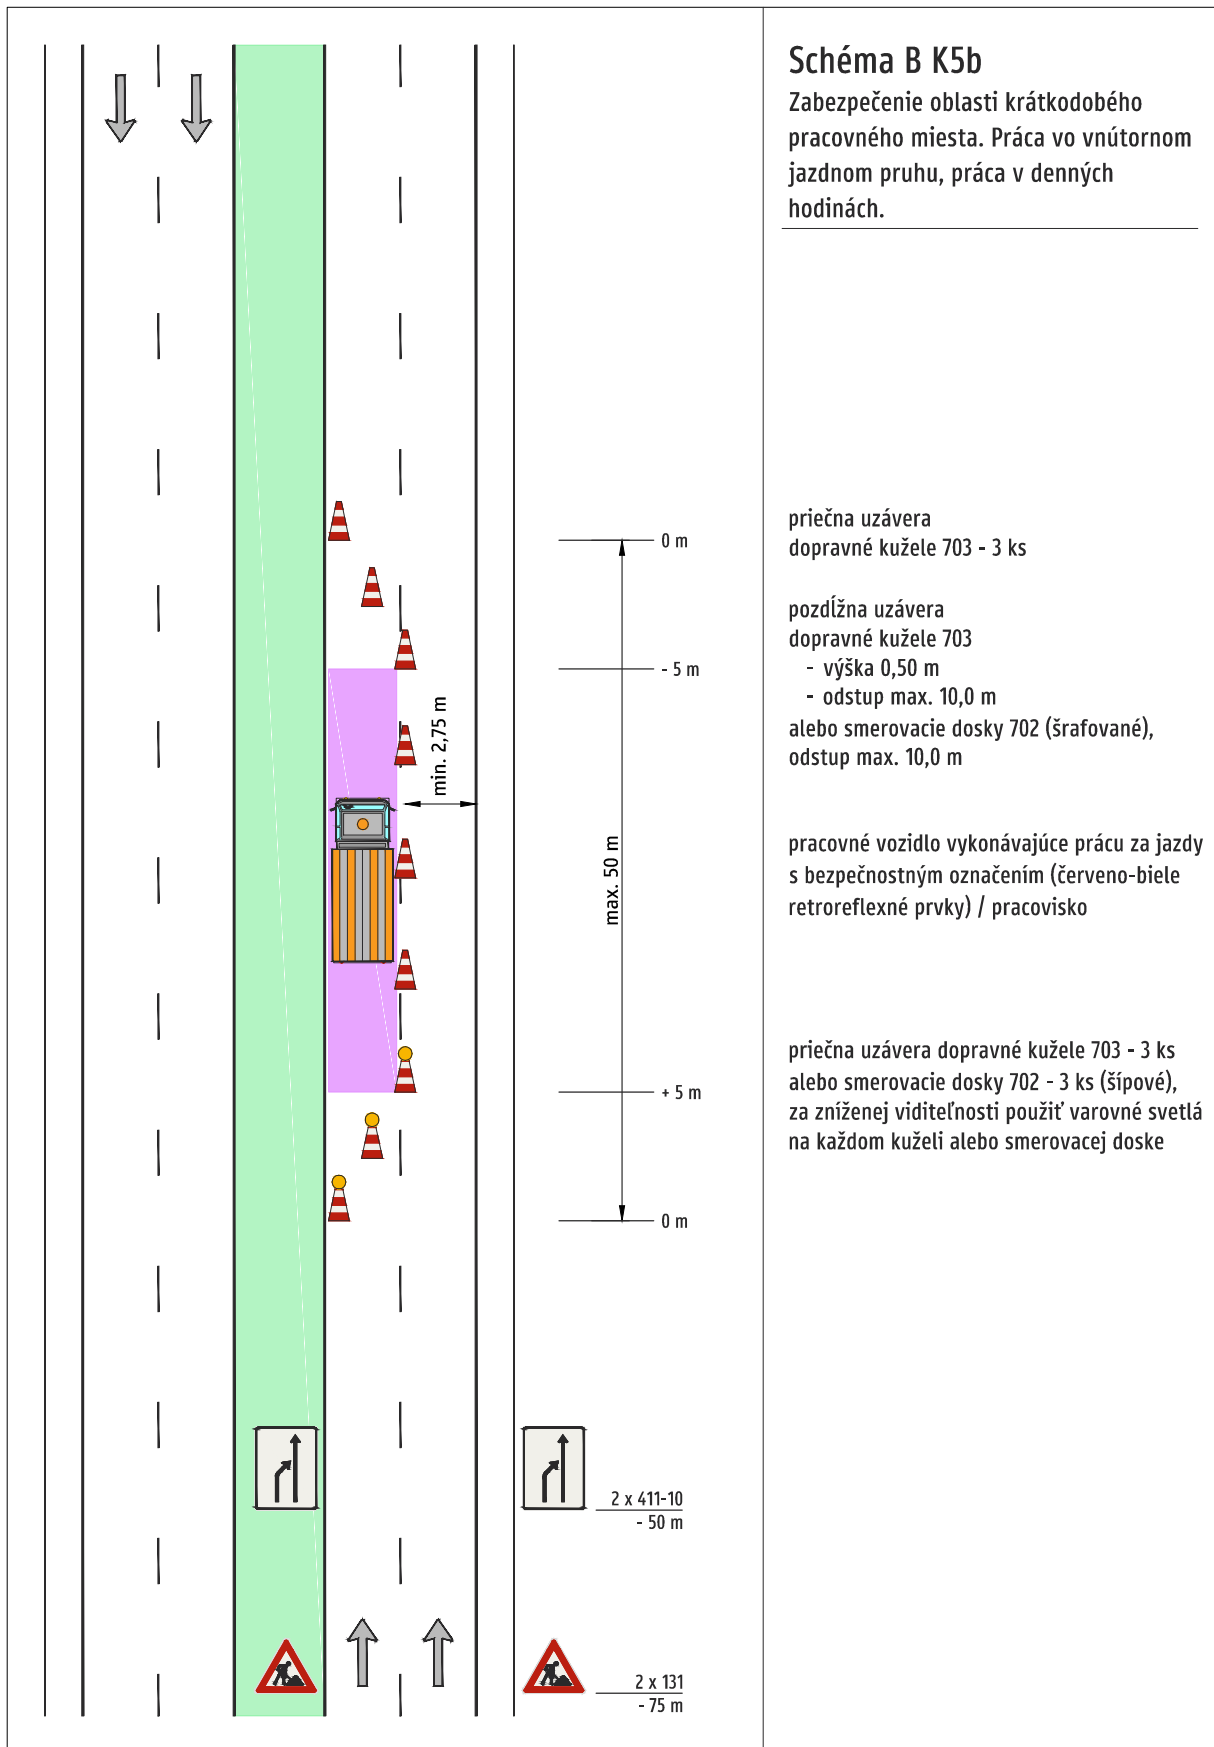 Schéma B K5b
Zabezpečenie oblasti krátkodobého
pracovného miesta. Práca vo vnútornom
jazdnom pruhu, práca v denných
hodinách.
priečna uzávera
dopravné kužele 703 - 3 ks
0 m
pozdĺžna uzávera
dopravné kužele 703
- výška 0,50 m
- odstup max. 10,0 m
alebo smerovacie dosky 702 (šrafované),
odstup max. 10,0 m
- 5 m
min. 2,75 m
max. 50 m
pracovné vozidlo vykonávajúce prácu za jazdy
s bezpečnostným označením (červeno-biele
retroreflexné prvky) / pracovisko
priečna uzávera dopravné kužele 703 - 3 ks
alebo smerovacie dosky 702 - 3 ks (šípové),
za zníženej viditeľnosti použiť varovné svetlá
na každom kuželi alebo smerovacej doske
+ 5 m
0 m
2 x 411-10
- 50 m
2 x 131
- 75 m